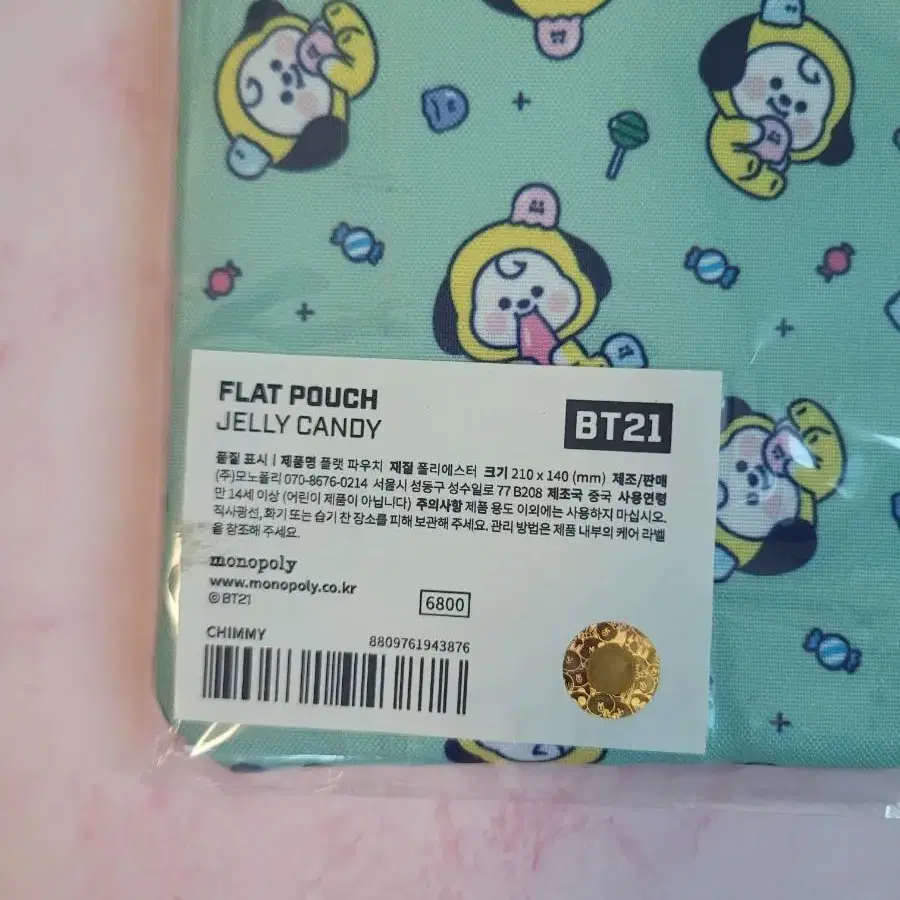 FLAT POUCH
JELLY CANDY
BT21
품질 표시 | 제품명 플랫 파우치 재질 폴리에스터 크기 210 x 140 (mm) 제조/판매
(주)모노폴리 070-8676-0214 서울시 성동구 성수일로 77 B208 제조국 중국 사용연령
만 14세 이상 (어린이 제품이 아닙니다) 주의사항 제품 용도 이외에는 사용하지 마십시오.
직사광선, 화기 또는 습기 찬 장소를 피해 보관해 주세요. 관리 방법은 제품 내부의 케어 라벨
을 참조해 주세요.
monopoly
www.monopoly.co.kr
© BT21
6800
CHIMMY
8809761943876